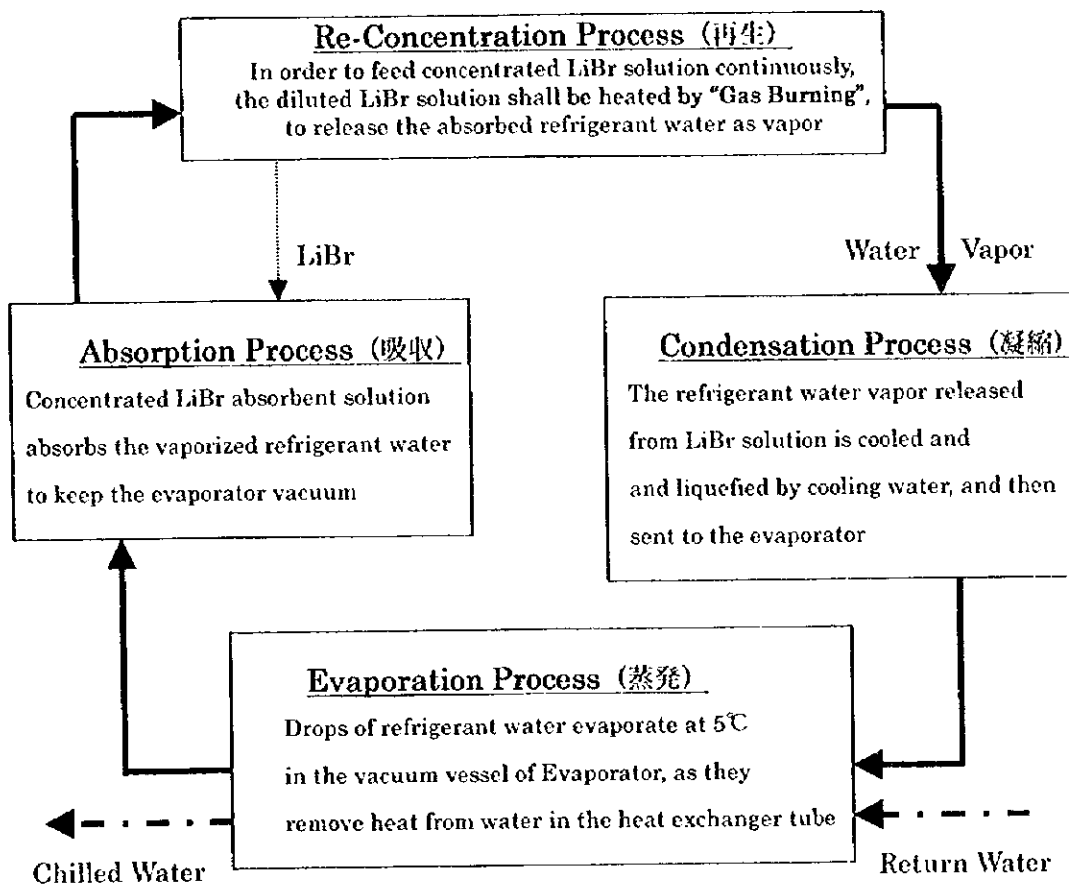 Re-Concentration Process (再生)
In order to feed concentrated LiBr solution continuously,
the diluted LiBr solution shall be heated by "Gas Burning",
to release the absorbed refrigerant water as vapor
LiBr
Water Vapor
Absorption Process (吸収)
Concentrated LiBr absorbent solution
absorbs the vaporized refrigerant water
to keep the evaporator vacuum
Condensation Process (凝縮)
The refrigerant water vapor released
from LiBr solution is cooled and
and liquefied by cooling water, and then
sent to the evaporator
Evaporation Process (蒸発)
Drops of refrigerant water evaporate at 5℃
in the vacuum vessel of Evaporator, as they
remove heat from water in the heat exchanger tube
Chilled Water
Return Water